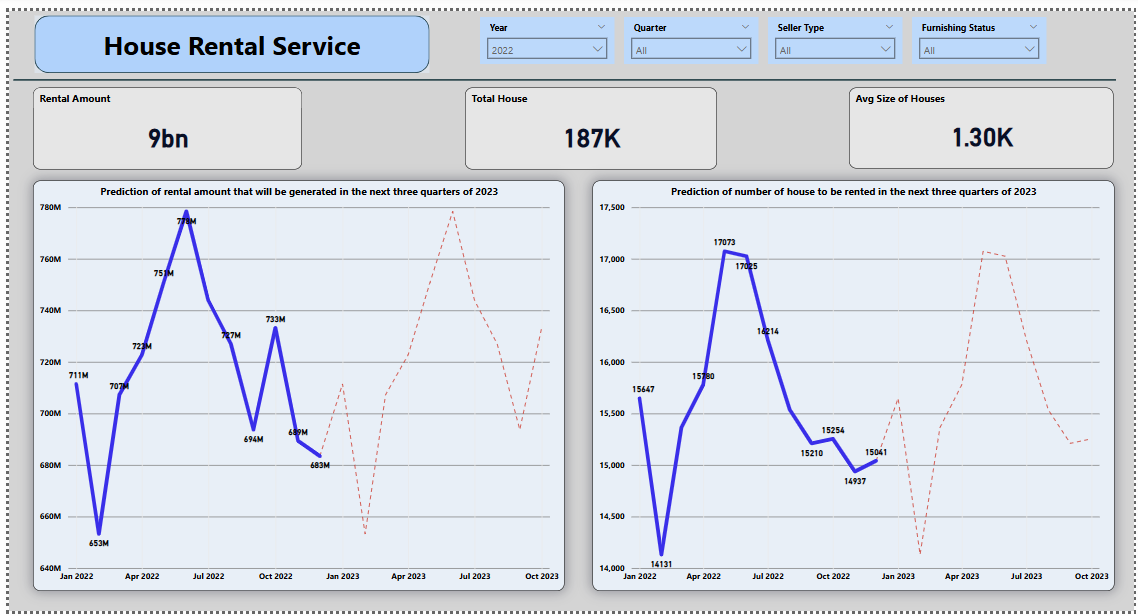 House Rental Service
Year
2022
Quarter
All
Seller Type
All
Furnishing Status
All
Rental Amount
9bn
Total House
187K
Avg Size of Houses
1.30K
Prediction of rental amount that will be generated in the next three quarters of 2023
780M
760M
740M
720M
700M
680M
660M
640M
711M
653M
707M
723M
751M
778M
727M
694M
733M
689M
683M
Jan 2022
Apr 2022
Jul 2022
Oct 2022
Jan 2023
Apr 2023
Jul 2023
Oct 2023
Prediction of number of house to be rented in the next three quarters of 2023
17,500
17,000
16,500
16,000
15,500
15,000
14,500
14,000
15647
14131
15780
17073
17025
16214
15210
15254
14937
15041
Jan 2022
Apr 2022
Jul 2022
Oct 2022
Jan 2023
Apr 2023
Jul 2023
Oct 2023